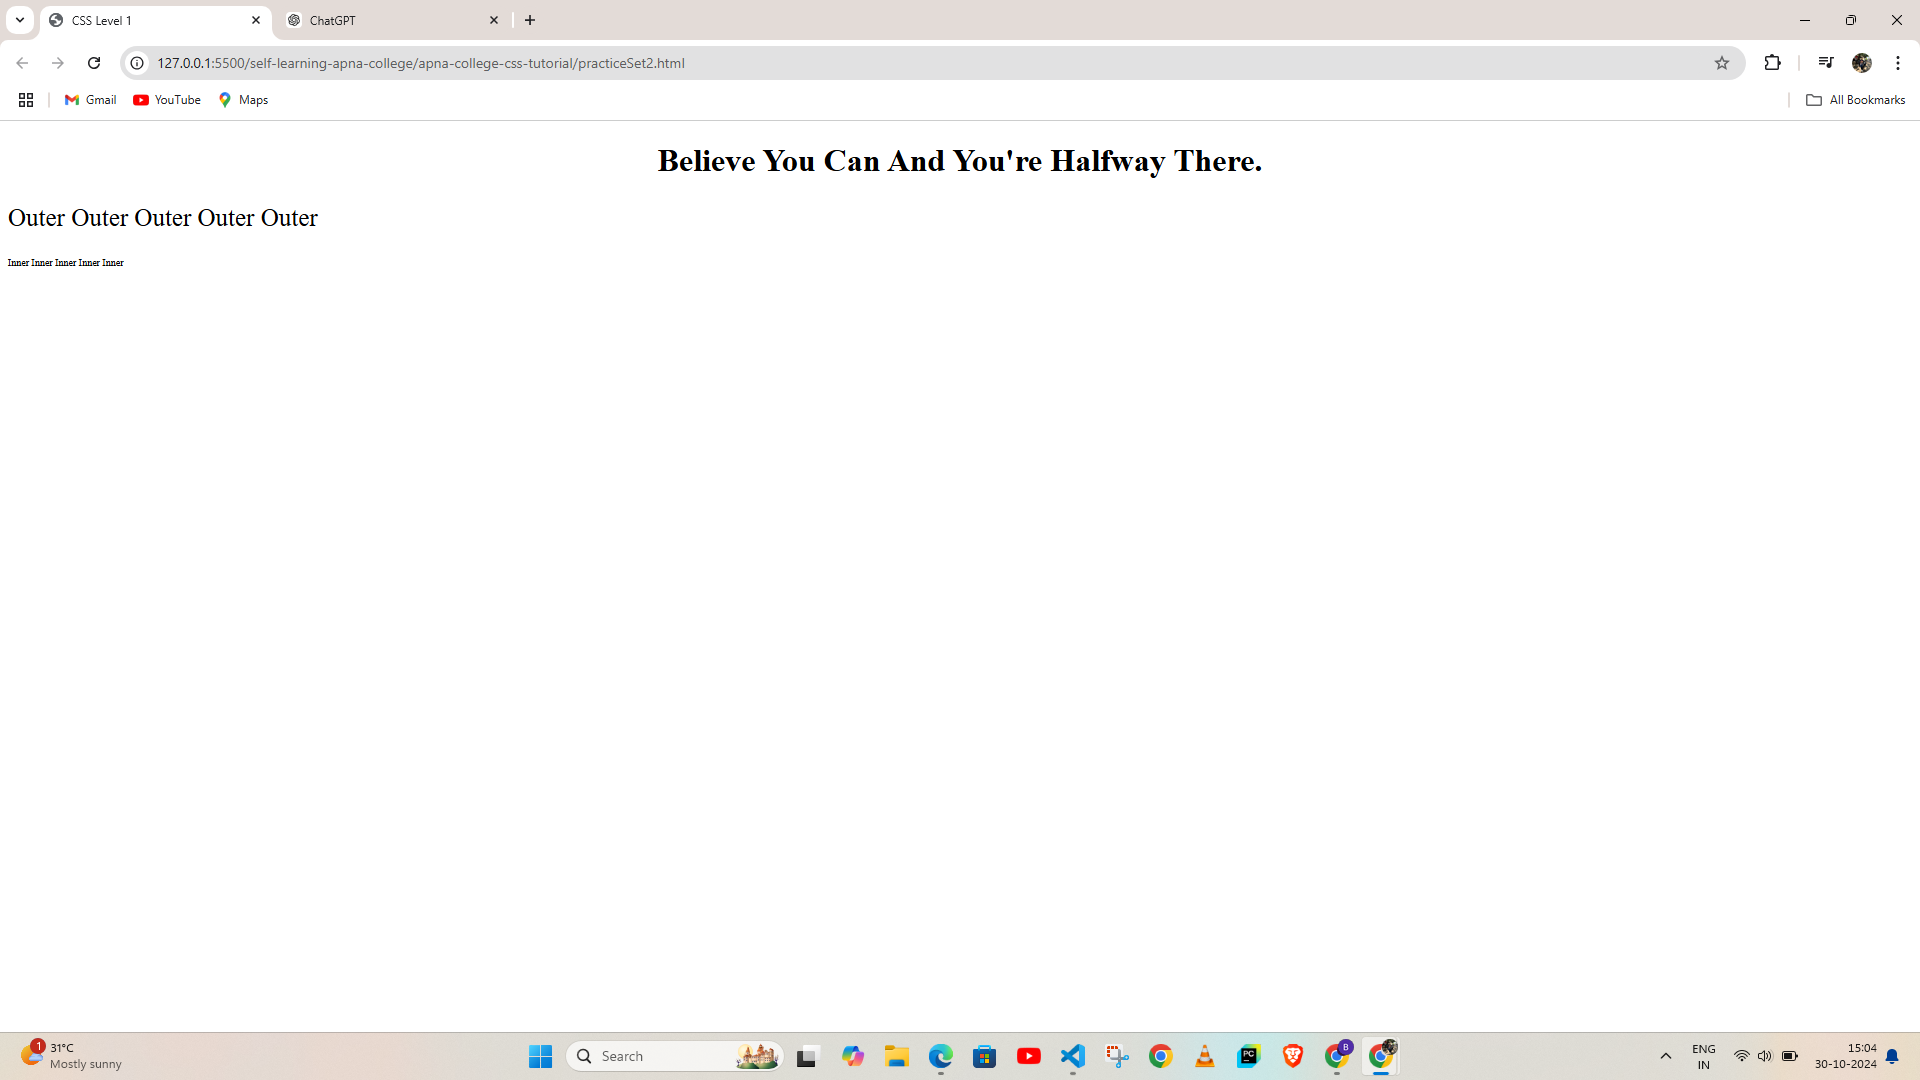 CSS Level 1
ChatGPT
127.0.0.1:5500/self-learning-apna-college/apna-college-css-tutorial/practiceSet2.html
Gmail
YouTube
Maps
All Bookmarks
Believe You Can And You're Halfway There.
Outer Outer Outer Outer Outer
Inner Inner Inner Inner Inner
1
31°C
Mostly sunny
Search
PC
B
ENG
IN
15:04
30-10-2024